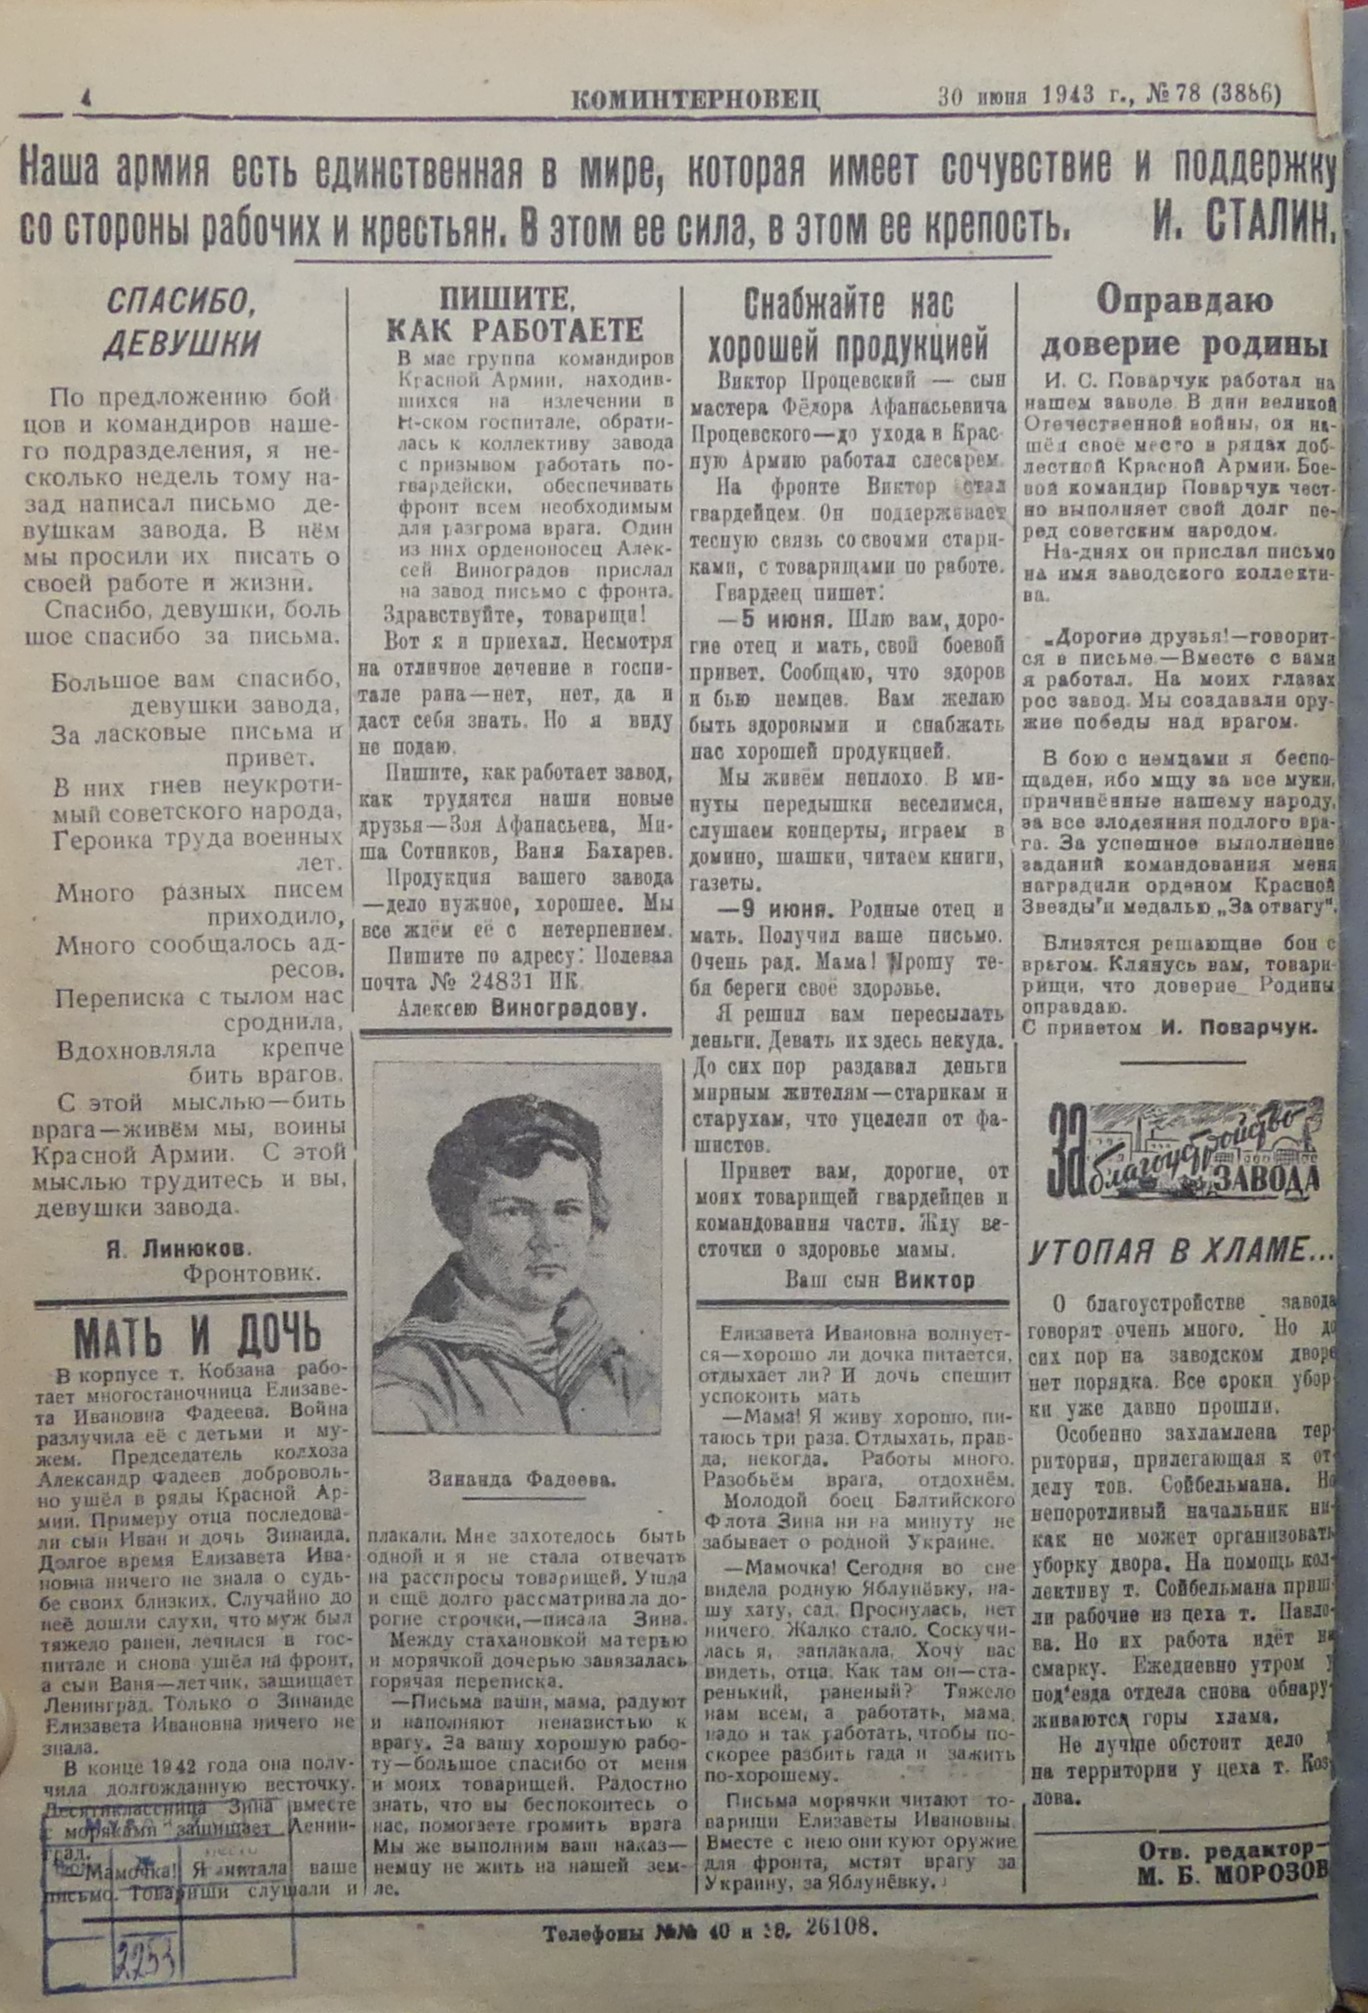 4
КОМИНТЕРНОВЕЦ
30 июня 1943 г., №78 (3886)
Наша армия есть единственная в мире, которая имеет сочувствие и поддержку
со стороны рабочих и крестьян. В этом ее сила, в этом ее крепость. И. СТАЛИН.
СПАСИБО,
ДЕВУШКИ
По предложению бой
цов и командиров наше-
го подразделения, я не-
сколько недель тому на-
зад написал письмо де-
вушкам завода. В нём
мы просили их писать о
своей работе и жизни.
Спасибо, девушки, боль
шое спасибо за письма.
Большое вам спасибо,
девушки завода,
За ласковые письма и
привет.
В них гнев неукроти-
мый советского народа,
Героика труда военных
лет.
Много разных писем
приходило,
Много сообщалось ад-
ресов.
Переписка с тылом нас
сроднила,
Вдохновляла крепче
бить врагов.
С этой мыслью—бить
врага—живём мы, воины
Красной Армии. С этой
мыслью трудитесь и вы,
девушки завода.
Я. Линюков.
Фронтовик.
МАТЬ И ДОЧЬ
В корпусе т. Кобзана рабо-
тает многостаночница Елизаве-
та Ивановна Фадеева. Война
разлучила её с детьми и му-
жем. Председатель колхоза
Александр Фадеев доброволь-
но ушёл в ряды Красной Ар-
мии. Примеру отца последова-
ли сын Иван и дочь Зинаида.
Долгое время Елизавета Ива-
новна ничего не знала о судь-
бе своих близких. Случайно до
неё дошли слухи, что муж был
тяжело ранен, лечился в гос-
питале и снова ушёл на фронт,
а сын Ваня—летчик, защищает
Ленинград. Только о Зинаиде
Елизавета Ивановна ничего не
знала.
В конце 1942 года она полу-
чила долгожданную весточку.
Десятиклассница Зина вместе
с моряками защищает Ленин-
град.
—Мамочка! Я читала ваше
письмо. Товарищи слушали и
2253
ПИШИТЕ,
КАК РАБОТАЕТЕ
В мае группа командиров
Красной Армии, находив-
шихся на излечении в
Н-ском госпитале, обрати-
лась к коллективу завода
с призывом работать по-
гвардейски, обеспечивать
фронт всем необходимым
для разгрома врага. Один
из них орденоносец Алек-
сей Виноградов прислал
на завод письмо с фронта.
Здравствуйте, товарищи!
Вот я и приехал. Несмотря
на отличное лечение в госпи-
тале рана—нет, нет, да и
даст себя знать. Но я виду
не подаю.
Пишите, как работает завод,
как трудятся наши новые
друзья—Зоя Афанасьева, Ми-
ша Сотников, Ваня Бахарев.
Продукция вашего завода
—дело нужное, хорошее. Мы
все ждём её с нетерпением.
Пишите по адресу: Полевая
почта № 24831 ПК
Алексею Виноградову.
Зинаида Фадеева.
плакали. Мне захотелось быть
одной и я не стала отвечать
на расспросы товарищей. Ушла
и ещё долго рассматривала до-
рогие строчки,—писала Зина.
Между стахановкой матерью
и морячкой дочерью завязалась
горячая переписка.
—Письма ваши, мама, радуют
и наполняют ненавистью к
врагу. За вашу хорошую рабо-
ту—большое спасибо от меня
и моих товарищей. Радостно
знать, что вы беспокоитесь о
нас, помогаете громить врага
Мы же выполним ваш наказ—
немцу не жить на нашей зем-
ле.
Снабжайте нас
хорошей продукцией
Виктор Процевский — сын
мастера Фёдора Афанасьевича
Процевского—до ухода в Крас-
ную Армию работал слесарем.
На фронте Виктор стал
гвардейцем. Он поддерживает
тесную связь со своими стари-
ками, с товарищами по работе.
Гвардеец пишет:
—5 июня. Шлю вам, доро-
гие отец и мать, свой боевой
привет. Сообщаю, что здоров
и бью немцев. Вам желаю
быть здоровыми и снабжать
нас хорошей продукцией.
Мы живём неплохо. В ми-
нуты передышки веселимся,
слушаем концерты, играем в
домино, шашки, читаем книги,
газеты.
—9 июня. Родные отец и
мать. Получил ваше письмо.
Очень рад. Мама! Прошу те-
бя береги своё здоровье.
Я решил вам пересылать
деньги. Девать их здесь некуда.
До сих пор раздавал деньги
мирным жителям—старикам и
старухам, что уцелели от фа-
шистов.
Привет вам, дорогие, от
моих товарищей гвардейцев и
командования части. Жду ве-
сточки о здоровье мамы.
Ваш сын Виктор
Елизавета Ивановна волнует-
ся—хорошо ли дочка питается,
отдыхает ли? И дочь спешит
успокоить мать
—Мама! Я живу хорошо, пи-
таюсь три раза. Отдыхать, прав-
да, некогда. Работы много.
Разобьём врага, отдохнём.
Молодой боец Балтийского
Флота Зина ни на минуту не
забывает о родной Украине.
—Мамочка! Сегодня во сне
видела родную Яблунёвку, на-
шу хату, сад. Проснулась, нет
ничего. Жалко стало. Соскучи-
лась я, заплакала. Хочу вас
видеть, отца. Как там он—ста-
ренький, раненый? Тяжело
нам всем, а работать, мама,
надо и так работать, чтобы по-
скорее разбить гада и зажить
по-хорошему.
Письма морячки читают то-
варищи Елизаветы Ивановны.
Вместе с нею они куют оружие
для фронта, мстят врагу за
Украину, за Яблунёвку.
Оправдаю
доверие родины
И. С. Поварчук работал на
нашем заводе. В дни великой
Отечественной войны, он на-
шёл своё место в рядах доб-
лестной Красной Армии. Бое-
вой командир Поварчук чест-
но выполняет свой долг пе-
ред советским народом.
На-днях он прислал письмо
на имя заводского коллекти-
ва.
„Дорогие друзья!—говорит-
ся в письме.—Вместе с вами
я работал. На моих глазах
рос завод. Мы создавали ору-
жие победы над врагом.
В бою с немцами я беспо-
щаден, ибо мщу за все муки,
причинённые нашему народу,
за все злодеяния подлого вра-
га. За успешное выполнение
заданий командования меня
наградили орденом Красной
Звезды и медалью „За отвагу“.
Близятся решающие бои с
врагом. Клянусь вам, товари-
рищи, что доверие Родины
оправдаю.
С приветом И. Поварчук.
За благоустройство
ЗАВОДА
УТОПАЯ В ХЛАМЕ...
О благоустройстве завода
говорят очень много. Но до
сих пор на заводском дворе
нет порядка. Все сроки убор-
ки уже давно прошли.
Особенно захламлена тер-
ритория, прилегающая к от-
делу тов. Сойбельмана. Но
непоротливый начальник ни-
как не может организовать
уборку двора. На помощь кол-
лективу т. Сойбельмана приш-
ли рабочие из цеха т. Павло-
ва. Но их работа идёт на
смарку. Ежедневно утром у
под'езда отдела снова обнару-
живаются горы хлама.
Не лучше обстоит дело
на территории у цеха т. Коз-
лова.
Отв. редактор—
М. Б. МОРОЗОВ
Телефоны №№ 40 и 26108.